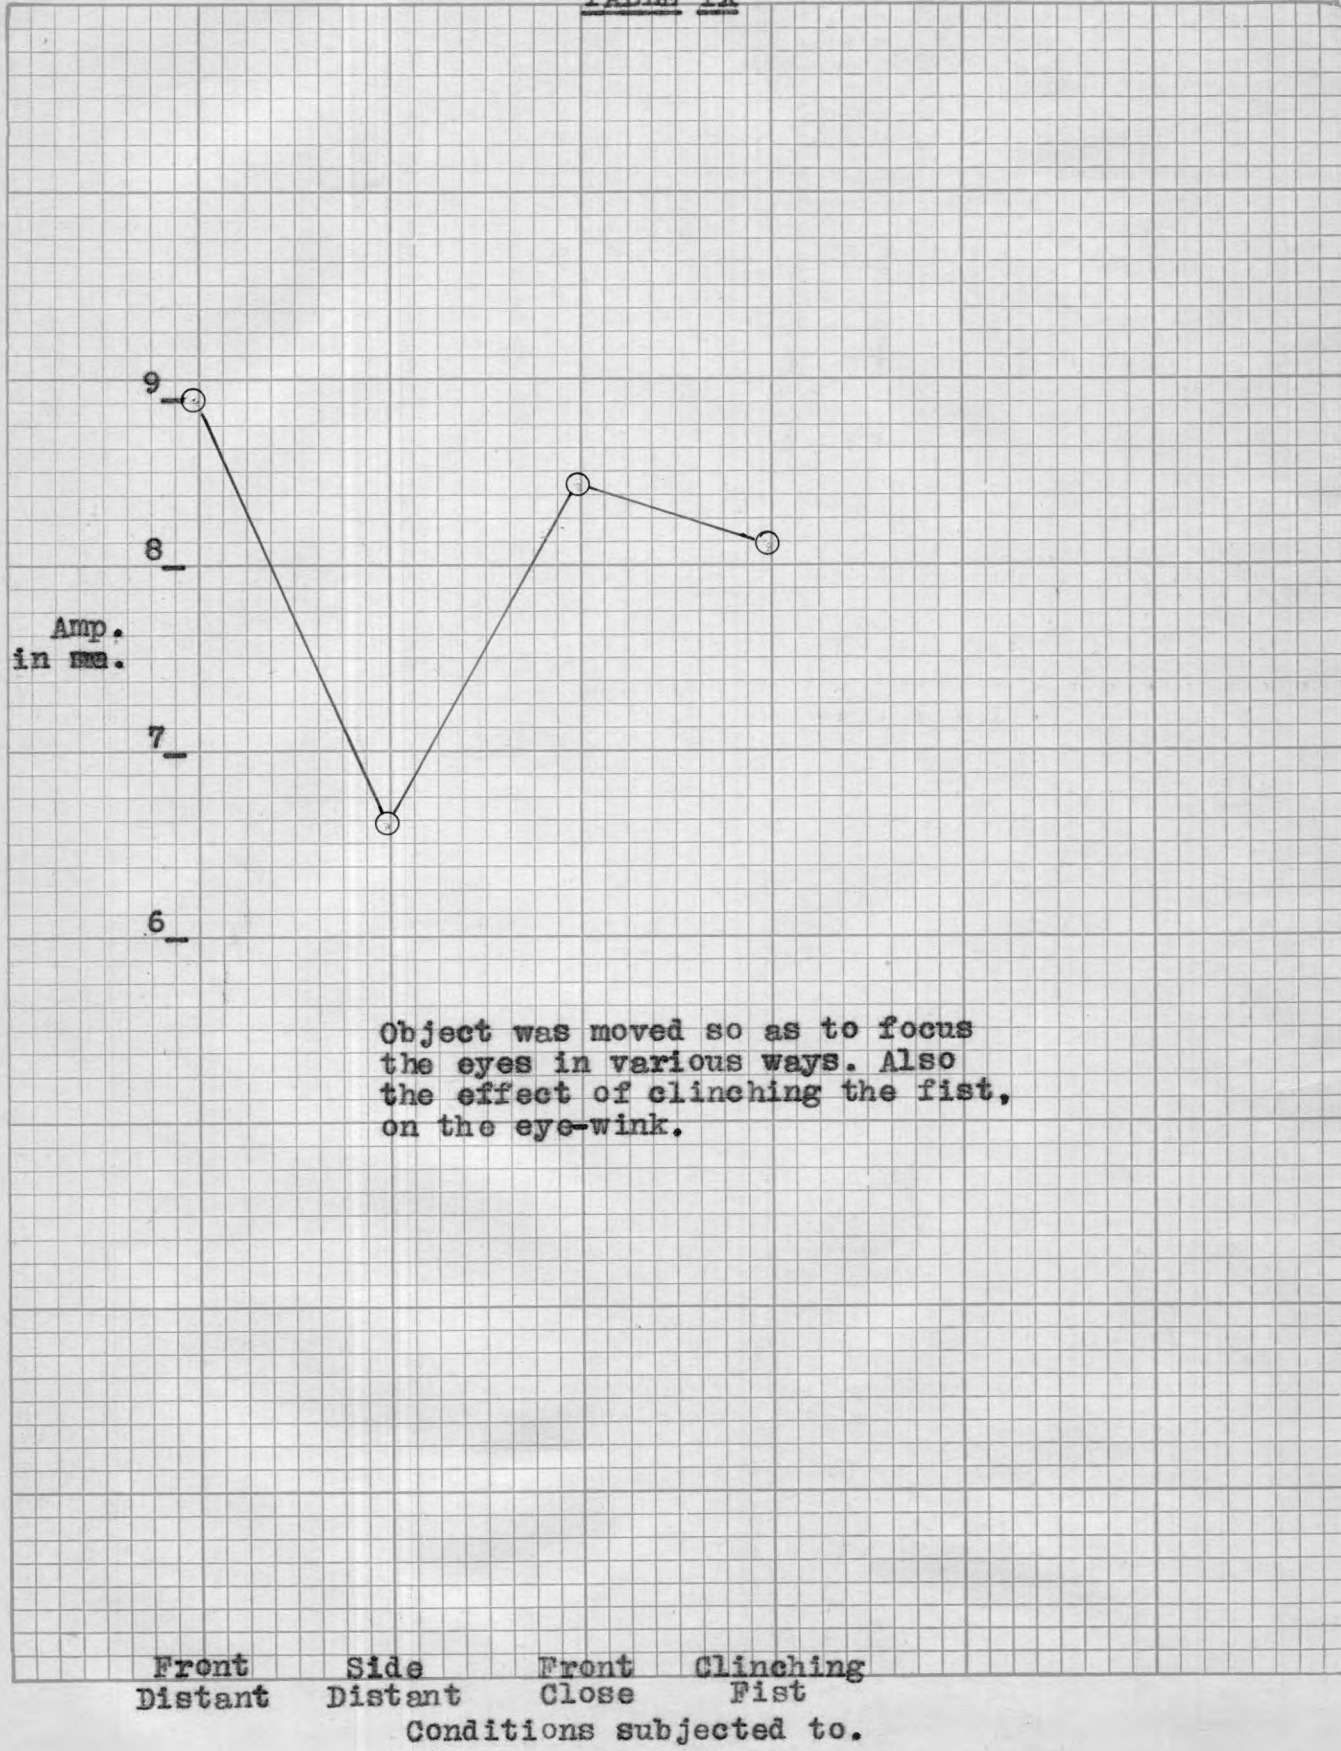 9
8
Amp.
in
7
6
Object was moved so as to focus
the eyes in various ways. Also
the effect of clinching the fist,
on the eye-wink.
Front Side Front Clinching
Distant Distant Close Fist
Conditions subjected to.